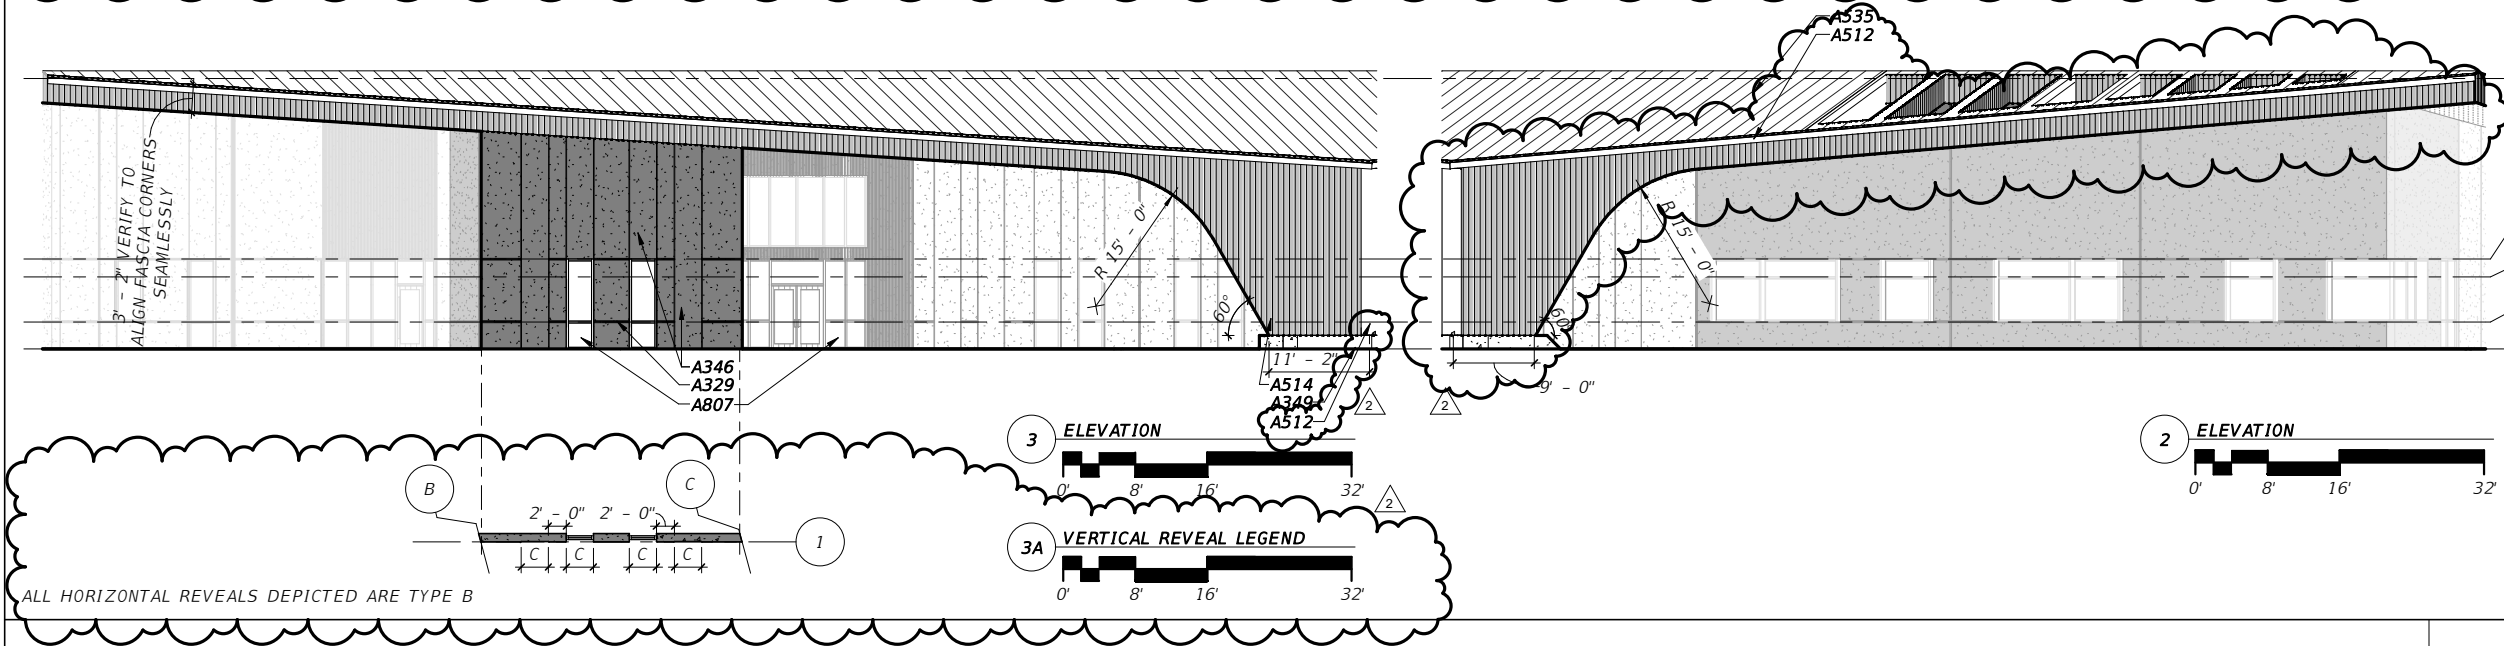 A535
A512
3' - 2" VERIFY TO
ALIGN FASCIA CORNERS
SEAMLESSLY
R 15' - 0"
60°
R 15' - 0"
60°
11' - 2"
9' - 0"
A346
A329
A807
A514
A349
A512
2
2
3 ELEVATION
0' 8' 16' 32'
2 ELEVATION
0' 8' 16' 32'
B
C
2' - 0" 2' - 0"
C C C C
1
2
3A VERTICAL REVEAL LEGEND
0' 8' 16' 32'
ALL HORIZONTAL REVEALS DEPICTED ARE TYPE B